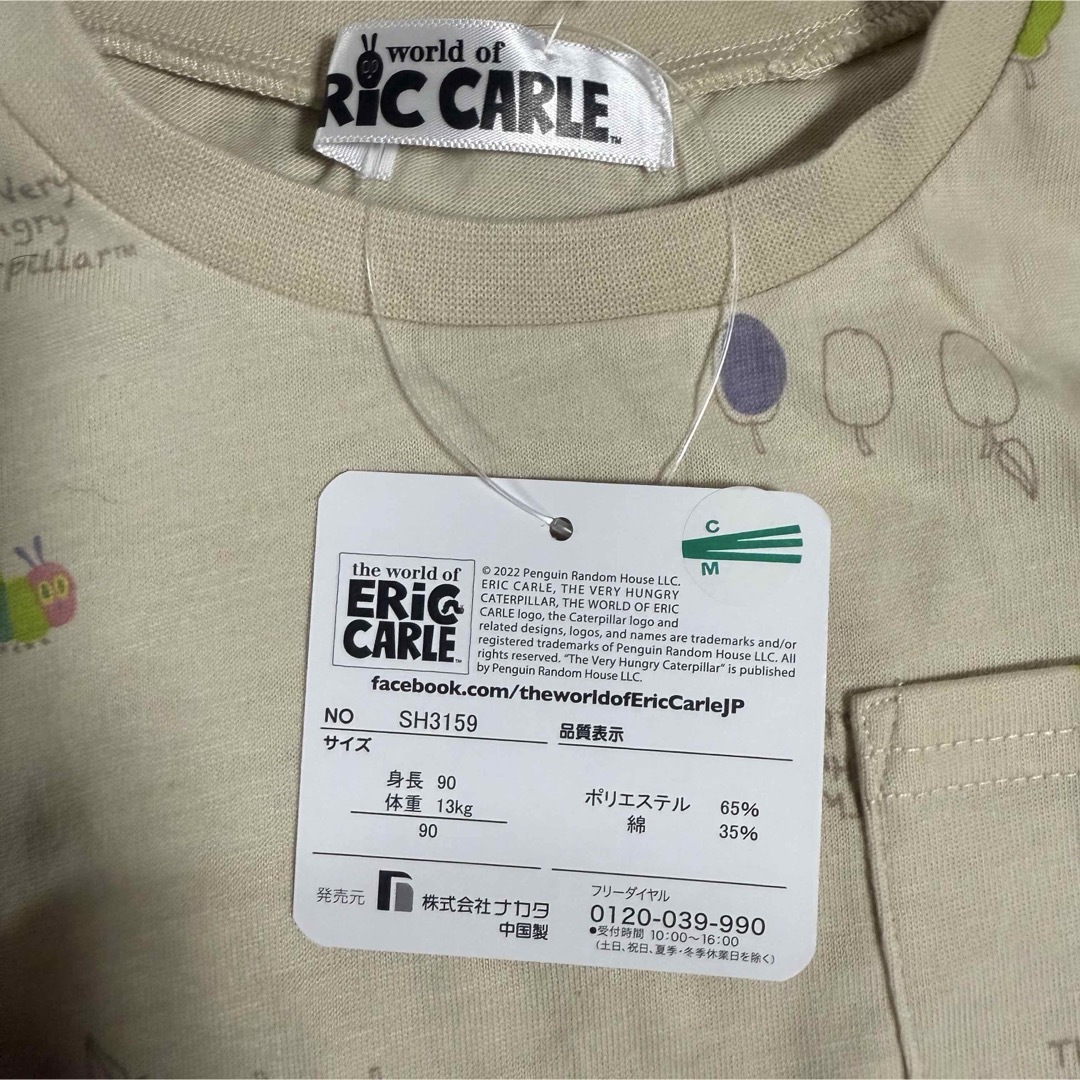 world of
ERIC CARLE™
Very
ngry
rpillar™
C
M
the world of
ERIC
CARLE™
© 2022 Penguin Random House LLC.
ERIC CARLE, THE VERY HUNGRY
CATERPILLAR, THE WORLD OF ERIC
CARLE logo, the Caterpillar logo and
related designs, logos, and names are trademarks and/or
registered trademarks of Penguin Random House LLC. All
rights reserved. "The Very Hungry Caterpillar" is published
by Penguin Random House LLC.
facebook.com/theworldofEricCarleJP
NO SH3159
サイズ
身長 90
体重 13kg
90
品質表示
ポリエステル 65%
綿 35%
発売元 株式会社ナカタ
中国製
フリーダイヤル
0120-039-990
●受付時間 10:00～16:00
(土日、祝日、夏季・冬季休業日を除く)